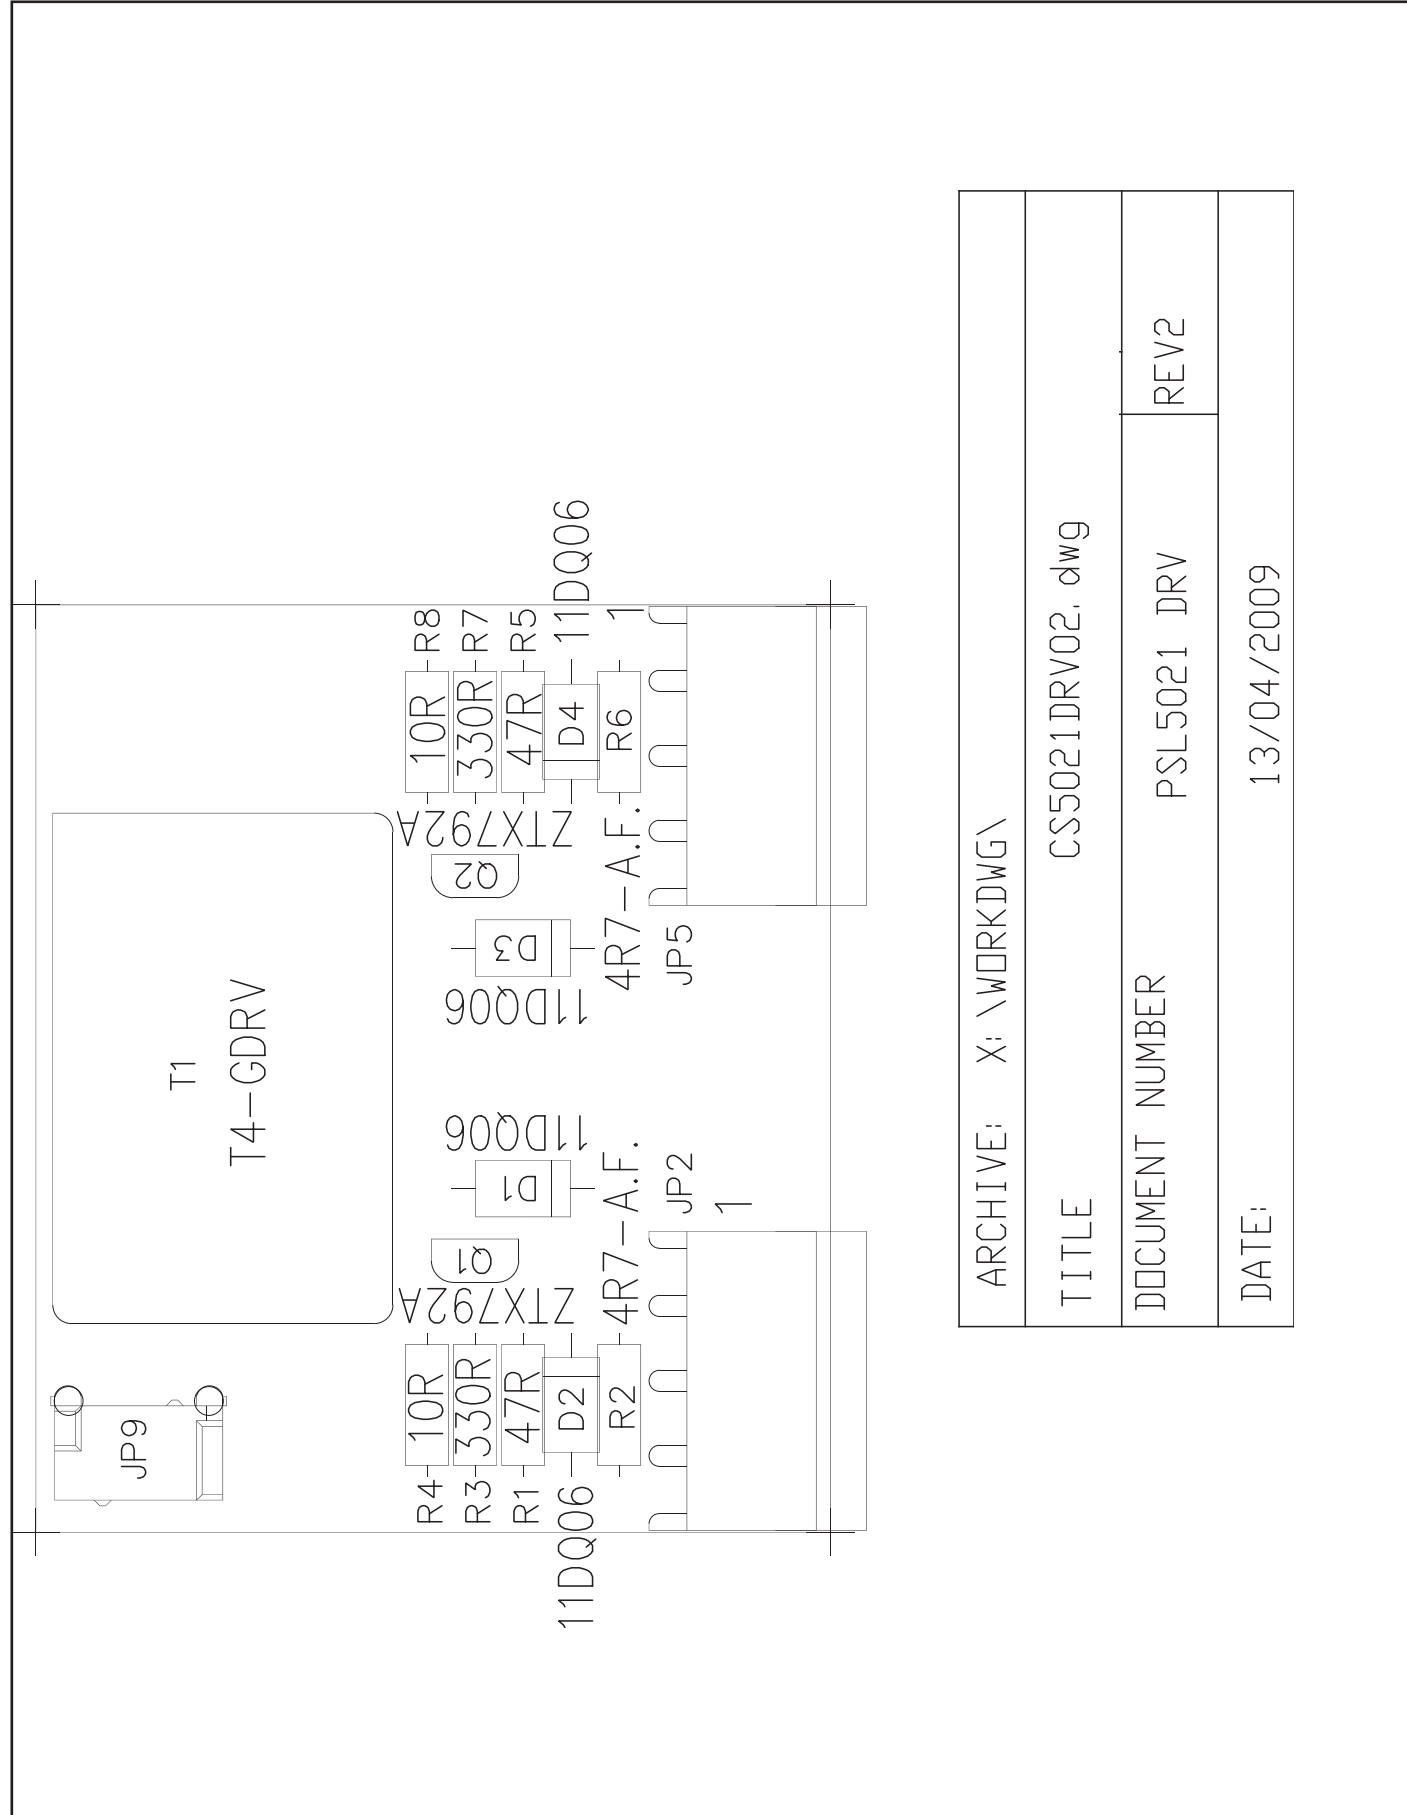 JP9
T1
T4-GDRV
R4
10R
R3
330R
R1
47R
11DQ06
D2
R2
4R7-A.F.
ZTX792A
Q1
D1
11DQ06
JP2
1
11DQ06
D3
Q2
ZTX792A
4R7-A.F.
JP5
10R
R8
330R
R7
47R
R5
D4
11DQ06
R6
1
ARCHIVE: X:\WORKDWG\
TITLE CS5021DRV02.dwg
DOCUMENT NUMBER
PSL5021 DRV REV2
DATE: 13/04/2009